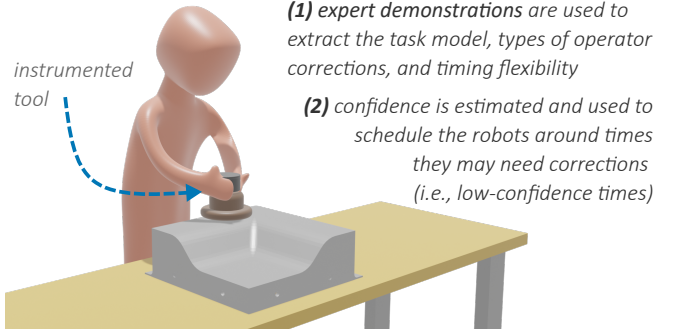 (1) expert demonstrations are used to
extract the task model, types of operator
corrections, and timing flexibility
instrumented
tool
(2) confidence is estimated and used to
schedule the robots around times
they may need corrections
(i.e., low-confidence times)